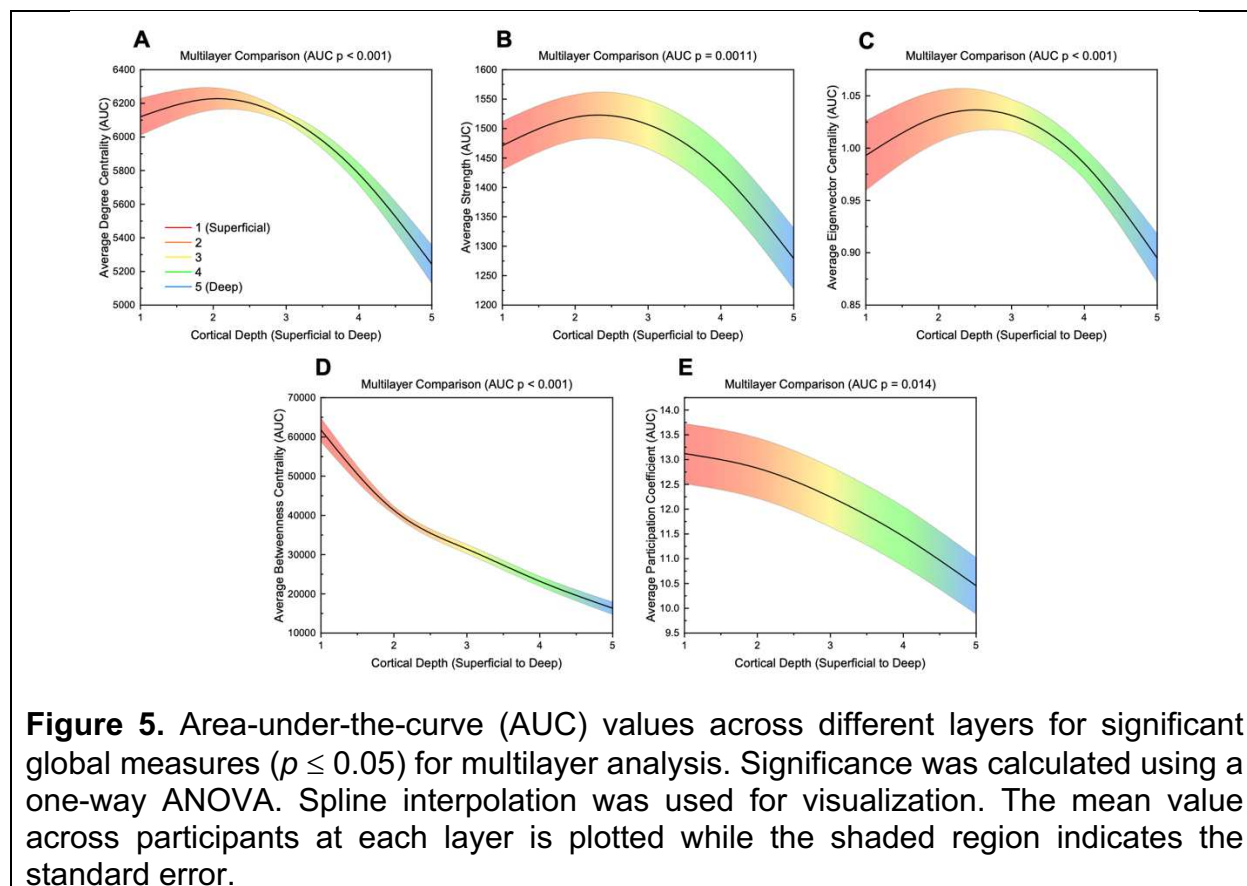 A
Multilayer Comparison (AUC p < 0.001)
Average Degree Centrality (AUC)
6400
6200
6000
5800
5600
5400
5200
5000
1 (Superficial)
2
3
4
5 (Deep)
1
2
3
4
5
Cortical Depth (Superficial to Deep)
B
Multilayer Comparison (AUC p = 0.0011)
Average Strength (AUC)
1600
1550
1500
1450
1400
1350
1300
1250
1200
1
2
3
4
5
Cortical Depth (Superficial to Deep)
C
Multilayer Comparison (AUC p < 0.001)
Average Eigenvector Centrality (AUC)
1.05
1.00
0.95
0.90
0.85
1
2
3
4
5
Cortical Depth (Superficial to Deep)
D
Multilayer Comparison (AUC p < 0.001)
Average Betweenness Centrality (AUC)
70000
60000
50000
40000
30000
20000
10000
1
2
3
4
5
Cortical Depth (Superficial to Deep)
E
Multilayer Comparison (AUC p = 0.014)
Average Participation Coefficient (AUC)
14.0
13.5
13.0
12.5
12.0
11.5
11.0
10.5
10.0
9.5
1
2
3
4
5
Cortical Depth (Superficial to Deep)
Figure 5. Area-under-the-curve (AUC) values across different layers for significant
global measures (p ≤ 0.05) for multilayer analysis. Significance was calculated using a
one-way ANOVA. Spline interpolation was used for visualization. The mean value
across participants at each layer is plotted while the shaded region indicates the
standard error.